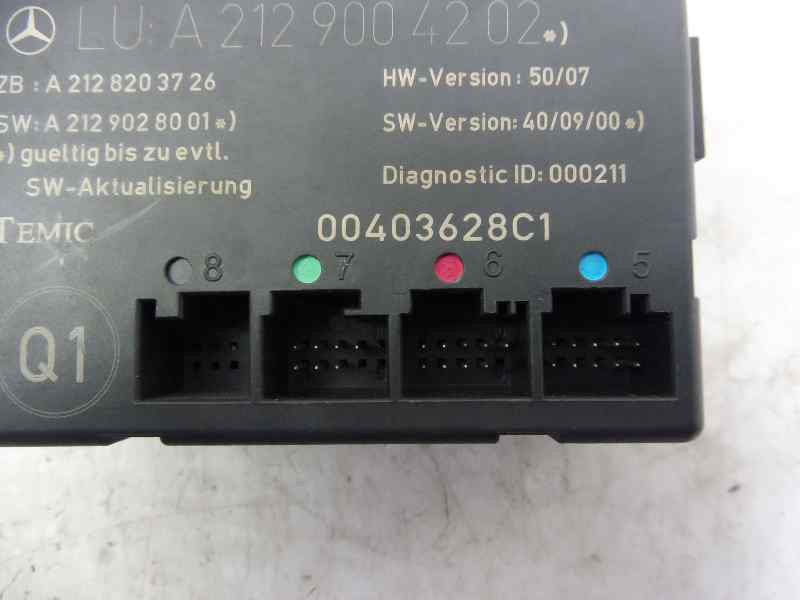 LU: A 212 900 42 02*)
ZB : A 212 820 37 26
SW: A 212 902 80 01*)
*) gueltig bis zu evtl.
SW-Aktualisierung
HW-Version : 50/07
SW-Version: 40/09/00*)
Diagnostic ID: 000211
TEMIC
00403628C1
8 7 6 5
Q1